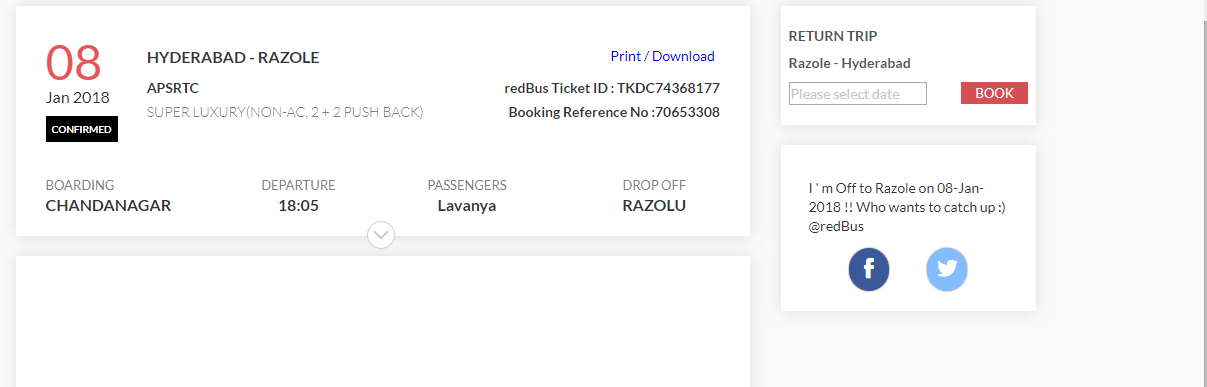 08
Jan 2018
CONFIRMED
HYDERABAD - RAZOLE
Print / Download
APSRTC
redBus Ticket ID : TKDC74368177
SUPER LUXURY(NON-AC, 2 + 2 PUSH BACK)
Booking Reference No :70653308
BOARDING
CHANDANAGAR
DEPARTURE
18:05
PASSENGERS
Lavanya
DROP OFF
RAZOLU
RETURN TRIP
Razole - Hyderabad
Please select date
BOOK
I ' m Off to Razole on 08-Jan-
2018 !! Who wants to catch up :)
@redBus